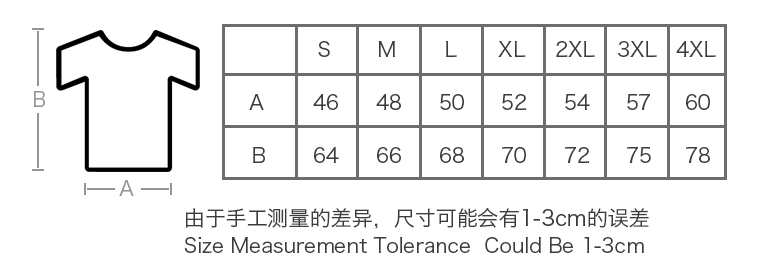 S M L XL 2XL 3XL 4XL
A 46 48 50 52 54 57 60
B 64 66 68 70 72 75 78
B
A
由于手工测量的差异，尺寸可能会有1-3cm的误差
Size Measurement Tolerance Could Be 1-3cm